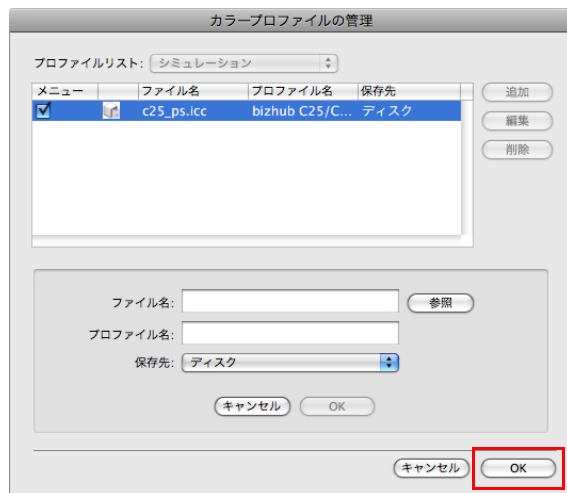 カラープロファイルの管理
プロファイルリスト: シミュレーション
メニュー ファイル名 プロファイル名 保存先
c25_ps.icc bizhub C25/C... ディスク
追加
編集
削除
ファイル名: 参照
プロファイル名:
保存先: ディスク
キャンセル OK
キャンセル OK